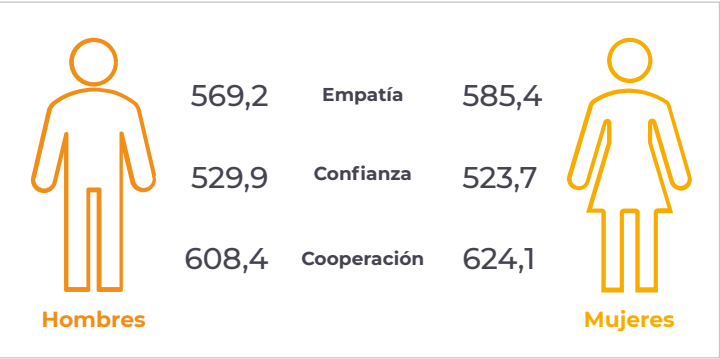 569,2 Empatía 585,4
529,9 Confianza 523,7
608,4 Cooperación 624,1
Hombres Mujeres